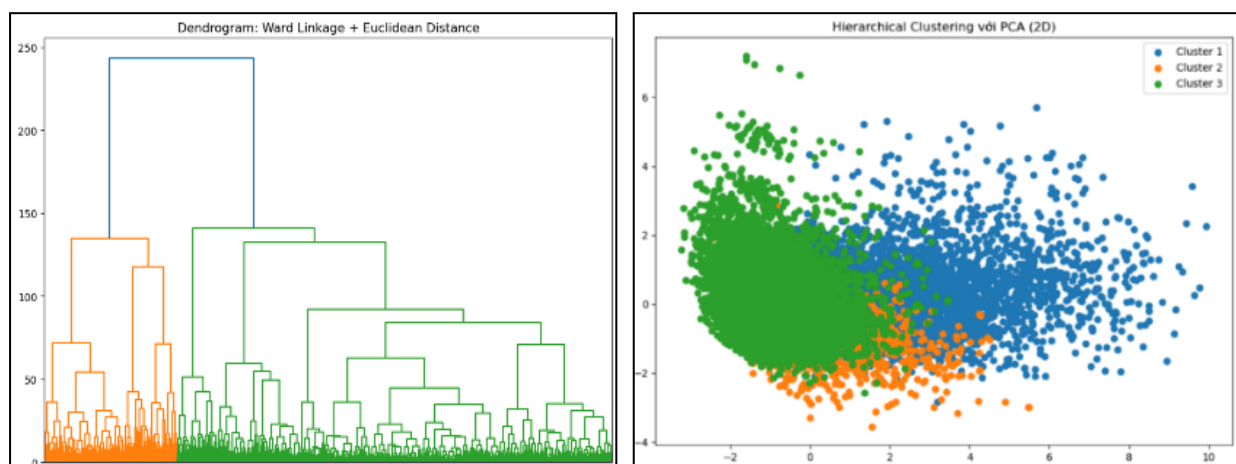 Dendrogram: Ward Linkage + Euclidean Distance
250
200
150
100
50
0
Hierarchical Clustering với PCA (2D)
Cluster 1
Cluster 2
Cluster 3
6
4
2
0
−2
−4
−2 0 2 4 6 8 10